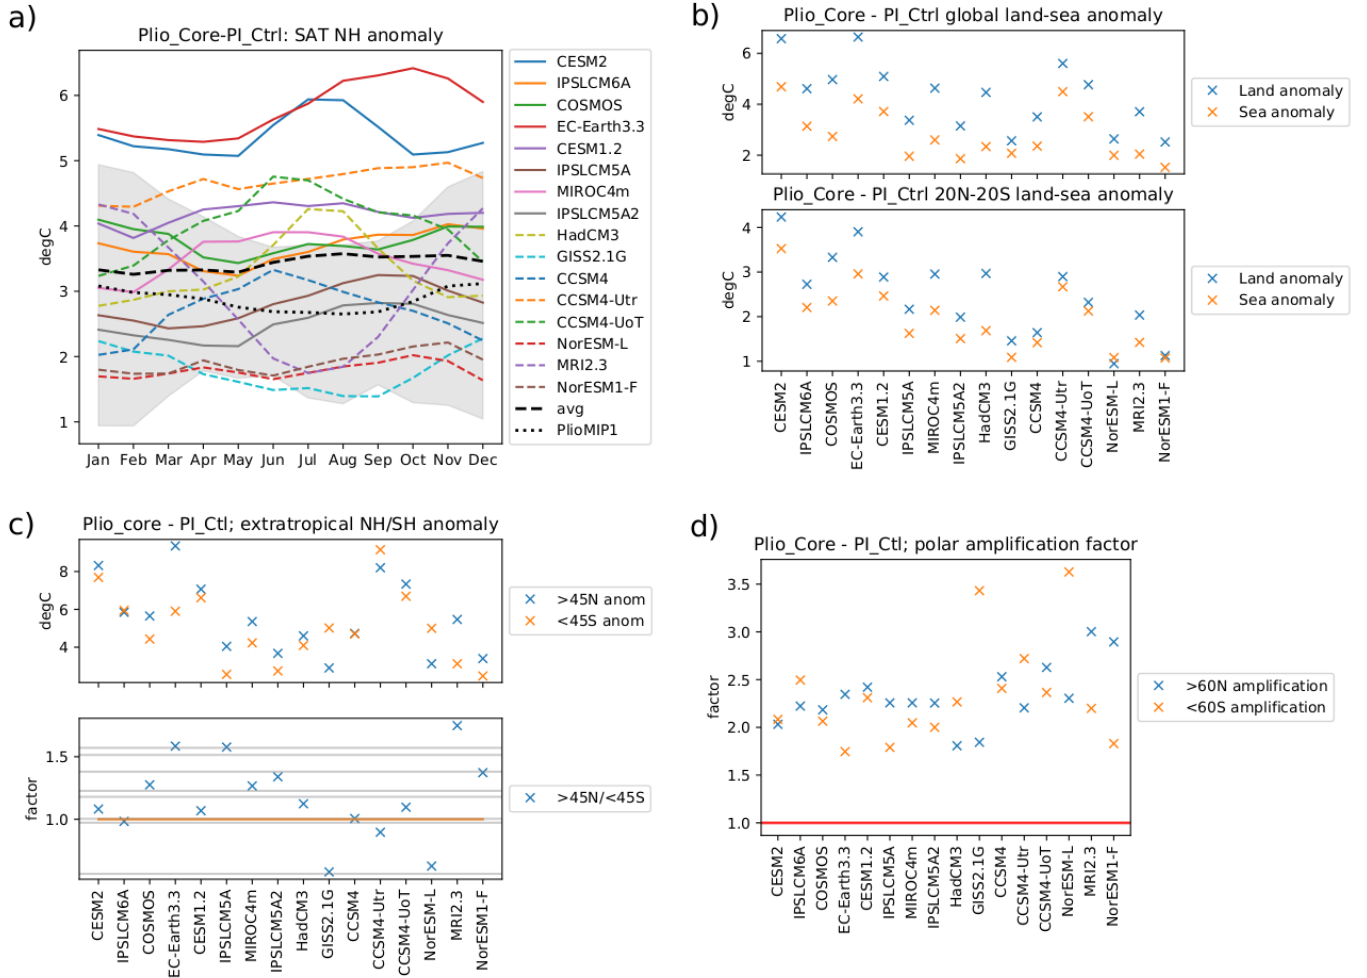 a)
Plio_Core-PI_Ctrl: SAT NH anomaly
degC
6
5
4
3
2
1
Jan Feb Mar Apr May Jun Jul Aug Sep Oct Nov Dec
CESM2
IPSLCM6A
COSMOS
EC-Earth3.3
CESM1.2
IPSLCM5A
MIROC4m
IPSLCM5A2
HadCM3
GISS2.1G
CCSM4
CCSM4-Utr
CCSM4-UoT
NorESM-L
MRI2.3
NorESM1-F
avg
PlioMIP1
b)
Plio_Core - PI_Ctrl global land-sea anomaly
degC
6
4
2
Land anomaly
Sea anomaly
Plio_Core - PI_Ctrl 20N-20S land-sea anomaly
degC
4
3
2
1
Land anomaly
Sea anomaly
CESM2
IPSLCM6A
COSMOS
EC-Earth3.3
CESM1.2
IPSLCM5A
MIROC4m
IPSLCM5A2
HadCM3
GISS2.1G
CCSM4
CCSM4-Utr
CCSM4-UoT
NorESM-L
MRI2.3
NorESM1-F
c)
Plio_core - PI_Ctl; extratropical NH/SH anomaly
degC
8
6
4
>45N anom
<45S anom
factor
1.5
1.0
>45N/<45S
CESM2
IPSLCM6A
COSMOS
EC-Earth3.3
CESM1.2
IPSLCM5A
MIROC4m
IPSLCM5A2
HadCM3
GISS2.1G
CCSM4
CCSM4-Utr
CCSM4-UoT
NorESM-L
MRI2.3
NorESM1-F
d)
Plio_Core - PI_Ctl; polar amplification factor
factor
3.5
3.0
2.5
2.0
1.5
1.0
>60N amplification
<60S amplification
CESM2
IPSLCM6A
COSMOS
EC-Earth3.3
CESM1.2
IPSLCM5A
MIROC4m
IPSLCM5A2
HadCM3
GISS2.1G
CCSM4
CCSM4-Utr
CCSM4-UoT
NorESM-L
MRI2.3
NorESM1-F